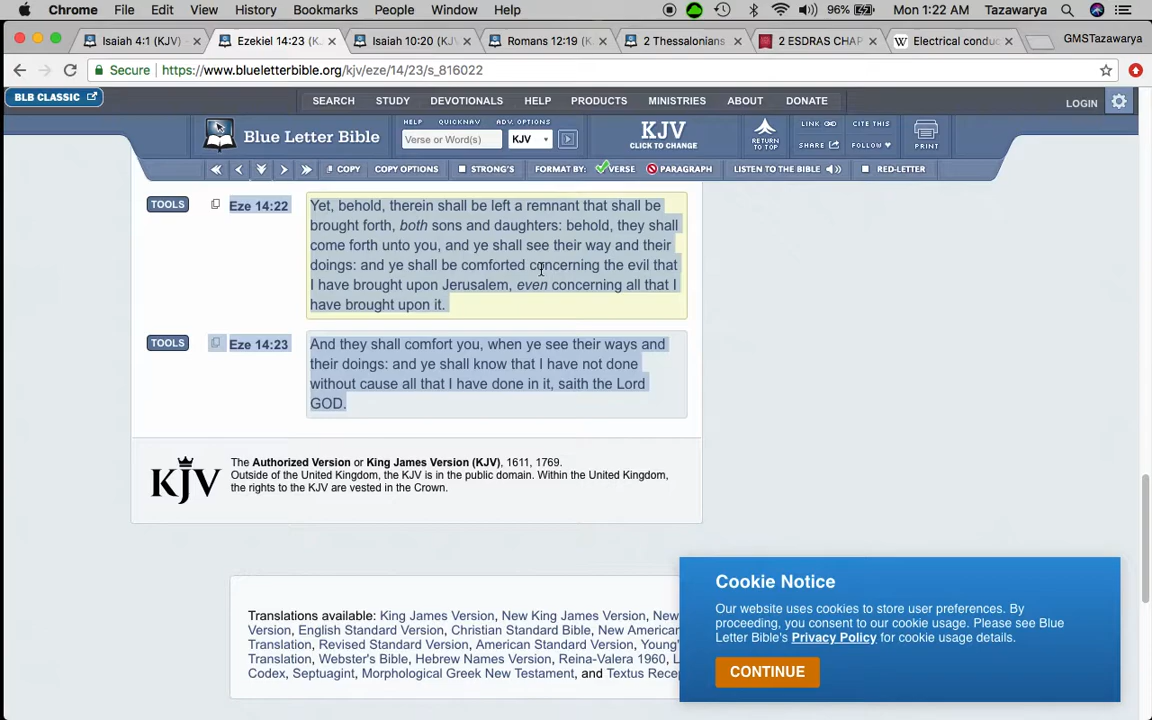 Chrome File Edit View History Bookmarks People Window Help 96% Mon 1:22 AM Tazawarya
Isaiah 4:1 (KJV) × Ezekiel 14:23 (K × Isaiah 10:20 (KJV × Romans 12:19 (K × 2 Thessalonians × 2 ESDRAS CHAP × W Electrical conduc × GMSTazawarya
Secure https://www.blueletterbible.org/kjv/eze/14/23/s_816022
BLB CLASSIC SEARCH STUDY DEVOTIONALS HELP PRODUCTS MINISTRIES ABOUT DONATE LOGIN
HELP QUICKNAV ADV. OPTIONS
Blue Letter Bible Verse or Word(s) KJV
KJV
CLICK TO CHANGE
RETURN
TO TOP
LINK CITE THIS
SHARE FOLLOW
PRINT
COPY COPY OPTIONS STRONG'S FORMAT BY: VERSE PARAGRAPH LISTEN TO THE BIBLE RED-LETTER
TOOLS Eze 14:22 Yet, behold, therein shall be left a remnant that shall be
brought forth, both sons and daughters: behold, they shall
come forth unto you, and ye shall see their way and their
doings: and ye shall be comforted concerning the evil that
I have brought upon Jerusalem, even concerning all that I
have brought upon it.
TOOLS Eze 14:23 And they shall comfort you, when ye see their ways and
their doings: and ye shall know that I have not done
without cause all that I have done in it, saith the Lord
GOD.
KJV
The Authorized Version or King James Version (KJV), 1611, 1769.
Outside of the United Kingdom, the KJV is in the public domain. Within the United Kingdom,
the rights to the KJV are vested in the Crown.
Translations available: King James Version, New King James Version, New
Version, English Standard Version, Christian Standard Bible, New American
Translation, Revised Standard Version, American Standard Version, Young'
Translation, Webster's Bible, Hebrew Names Version, Reina-Valera 1960, L
Codex, Septuagint, Morphological Greek New Testament, and Textus Rece
Cookie Notice
Our website uses cookies to store user preferences. By
proceeding, you consent to our cookie usage. Please see Blue
Letter Bible's Privacy Policy for cookie usage details.
CONTINUE